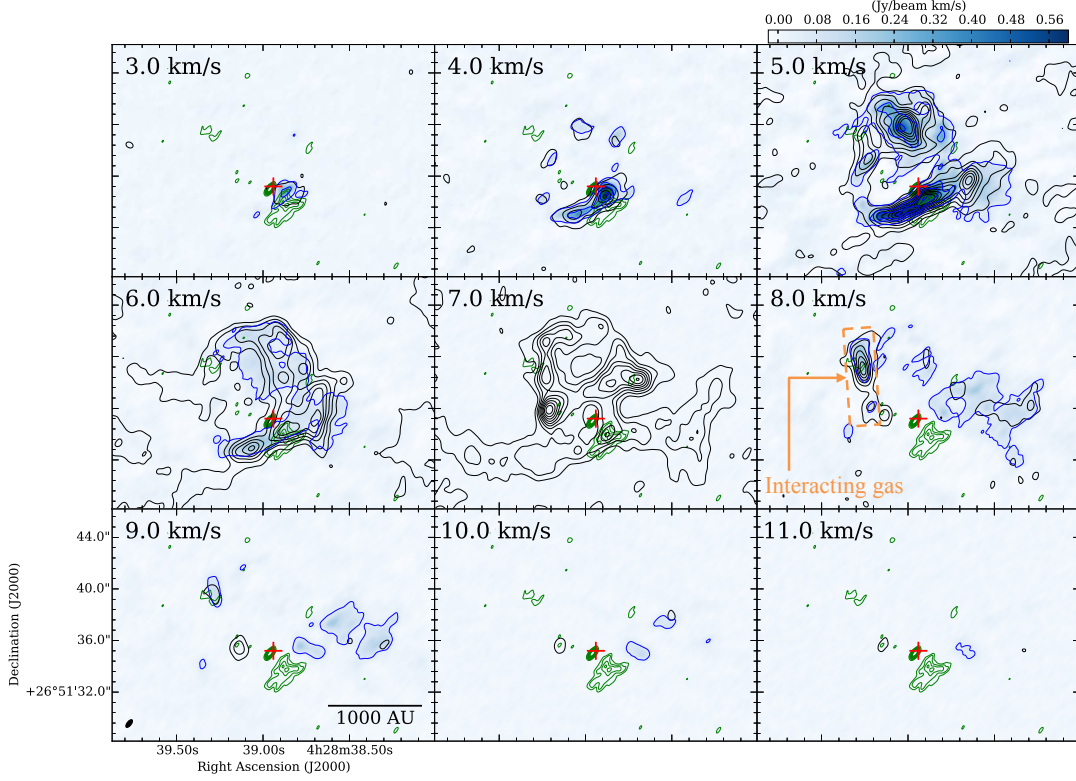 (Jy/beam km/s)
0.00 0.08 0.16 0.24 0.32 0.40 0.48 0.56
3.0 km/s
4.0 km/s
5.0 km/s
6.0 km/s
7.0 km/s
8.0 km/s
Interacting gas
9.0 km/s
10.0 km/s
11.0 km/s
44.0"
40.0"
36.0"
+26°51'32.0"
Declination (J2000)
1000 AU
39.50s 39.00s 4h28m38.50s
Right Ascension (J2000)